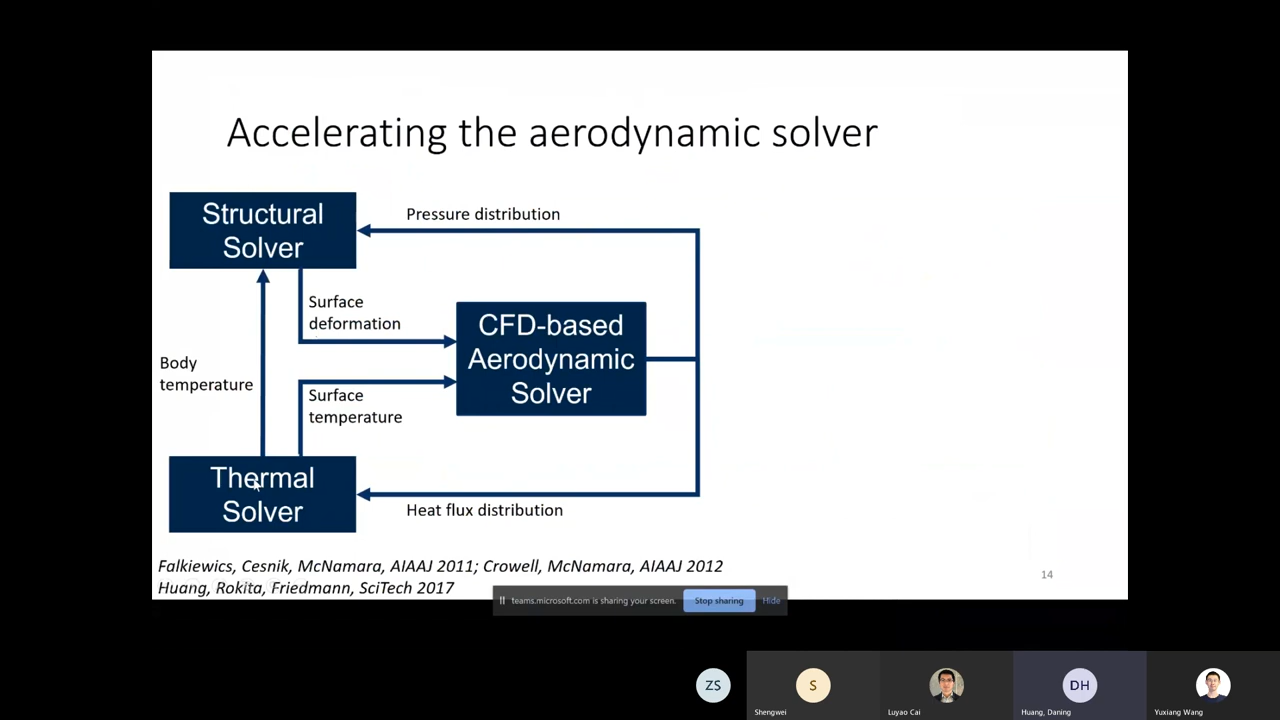 Accelerating the aerodynamic solver
Structural
Solver
Pressure distribution
Surface
deformation
CFD-based
Aerodynamic
Solver
Body
temperature
Surface
temperature
Thermal
Solver
Heat flux distribution
Falkiewics, Cesnik, McNamara, AIAAJ 2011; Crowell, McNamara, AIAAJ 2012
Huang, Rokita, Friedmann, SciTech 2017
14
teams.microsoft.com is sharing your screen.
Stop sharing
Hide
ZS
S
DH
Shengwei
Luyao Cai
Huang, Daning
Yuxiang Wang